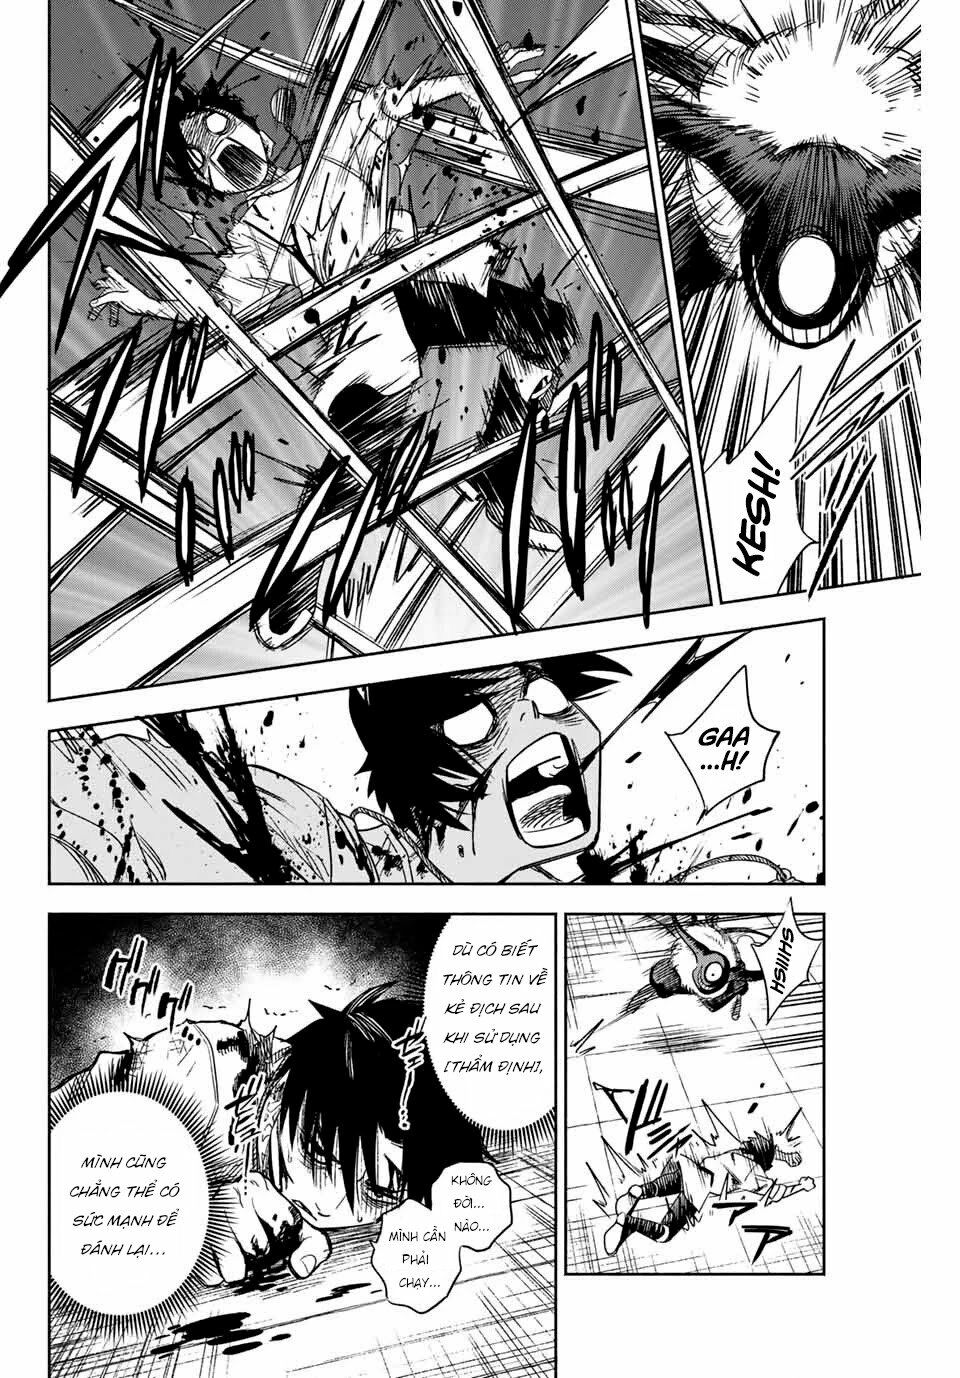 KESH!
GAA
...H!
SHIIISH
DÙ CÓ BIẾT
THÔNG TIN VỀ
KẺ ĐỊCH SAU
KHI SỬ DỤNG
[THẨM ĐỊNH],
KHÔNG
ĐỜI...
NÀO...
MÌNH CẦN
PHẢI
CHẠY...
MÌNH CŨNG
CHẲNG THỂ CÓ
SỨC MẠNH ĐỂ
ĐÁNH LẠI...